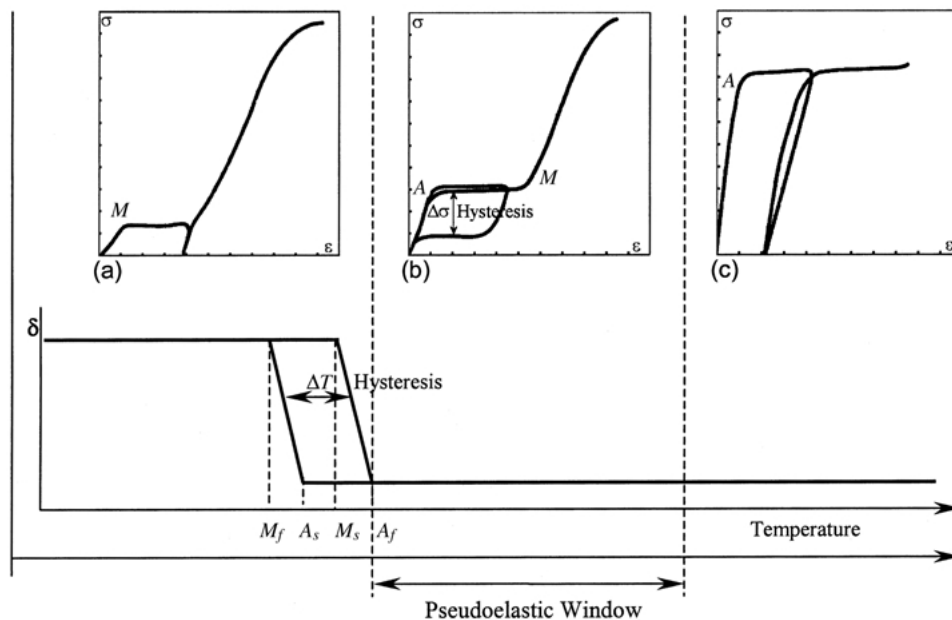 σ
M
ε
(a)
σ
A
M
Δσ Hysteresis
ε
(b)
σ
A
ε
(c)
δ
ΔT Hysteresis
M_f A_s M_s A_f Temperature
Pseudoelastic Window